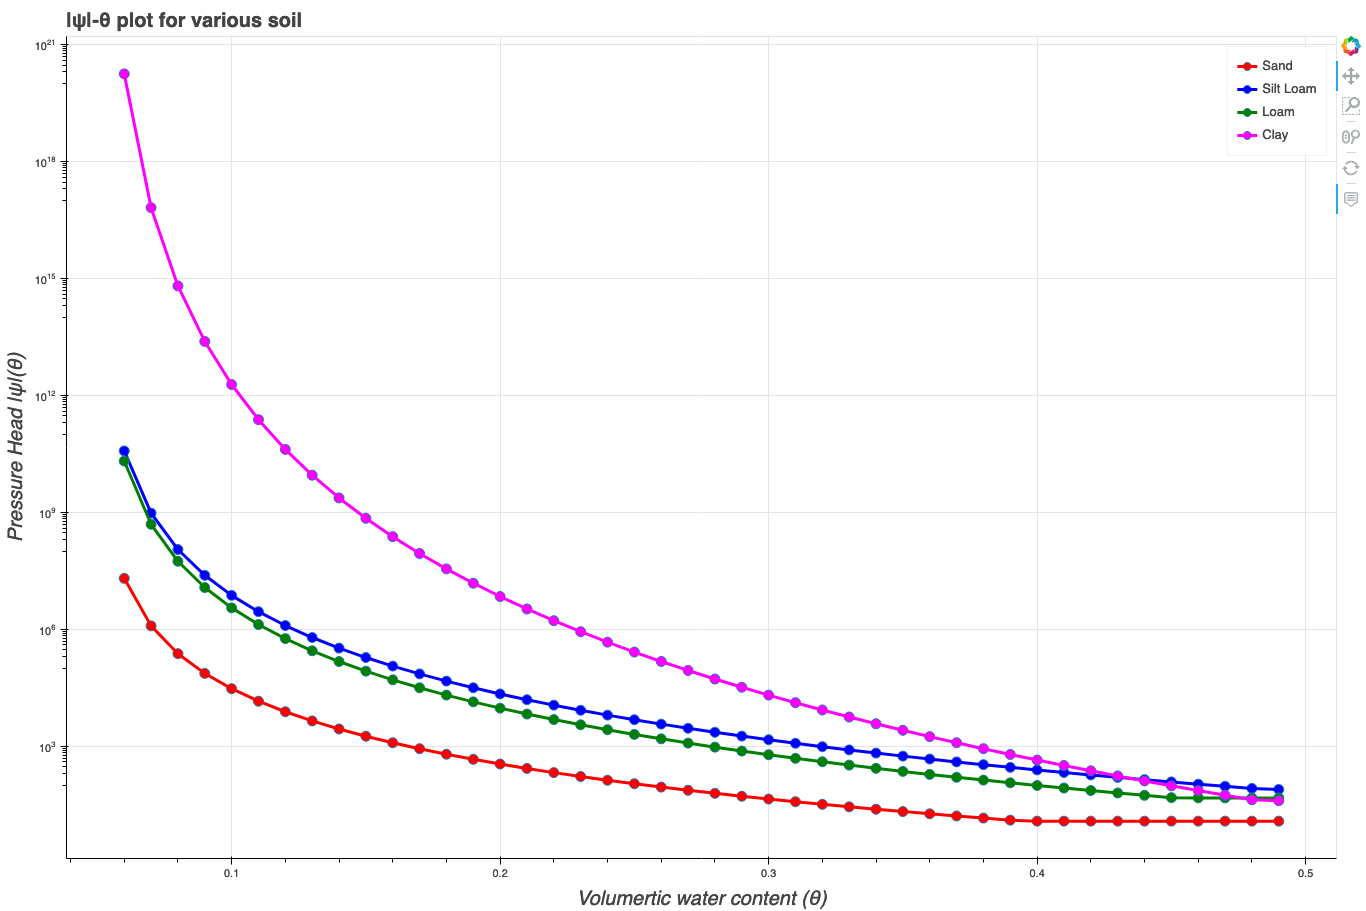 |ψ|-θ plot for various soil
10²¹
10¹⁸
10¹⁵
10¹²
10⁹
10⁶
10³
Pressure Head |ψ|(θ)
Sand
Silt Loam
Loam
Clay
0.1
0.2
0.3
0.4
0.5
Volumertic water content (θ)